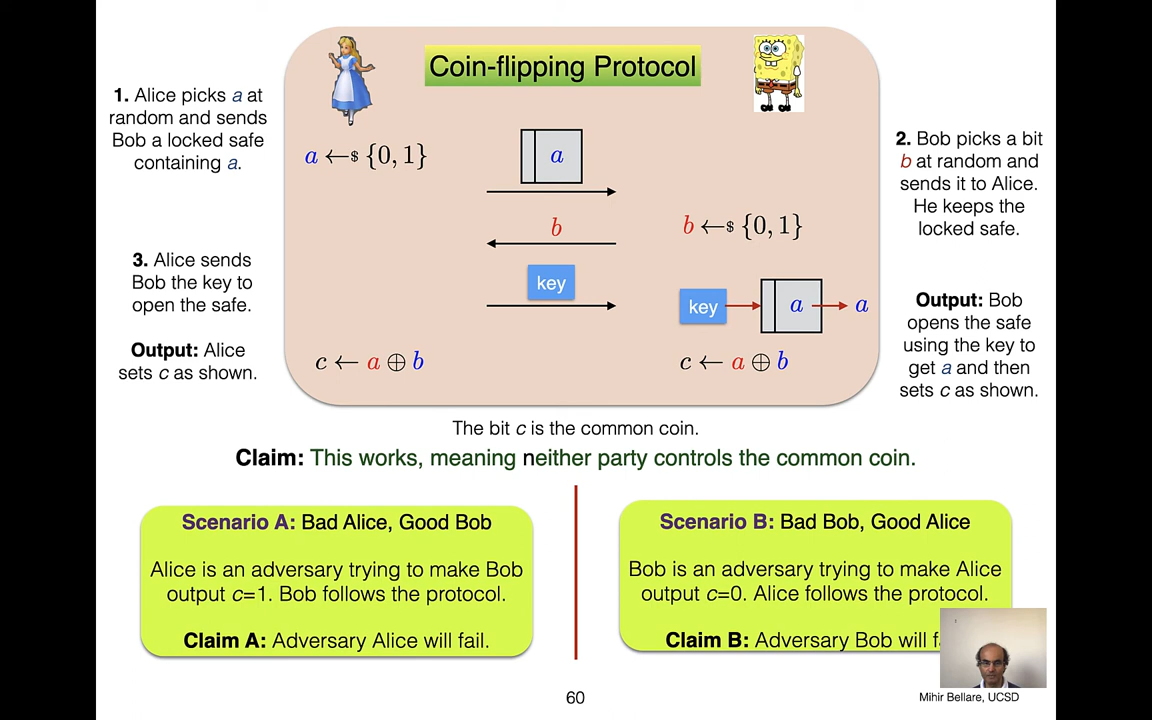 Coin-flipping Protocol
1. Alice picks a at
random and sends
Bob a locked safe
containing a.
a ←$ {0, 1}
a
2. Bob picks a bit
b at random and
sends it to Alice.
He keeps the
locked safe.
b
b ←$ {0, 1}
3. Alice sends
Bob the key to
open the safe.
key
key
a
a
Output: Alice
sets c as shown.
Output: Bob
opens the safe
using the key to
get a and then
sets c as shown.
c ← a ⊕ b
c ← a ⊕ b
The bit c is the common coin.
Claim: This works, meaning neither party controls the common coin.
Scenario A: Bad Alice, Good Bob
Alice is an adversary trying to make Bob
output c=1. Bob follows the protocol.
Claim A: Adversary Alice will fail.
Scenario B: Bad Bob, Good Alice
Bob is an adversary trying to make Alice
output c=0. Alice follows the protocol.
Claim B: Adversary Bob will
60
Mihir Bellare, UCSD